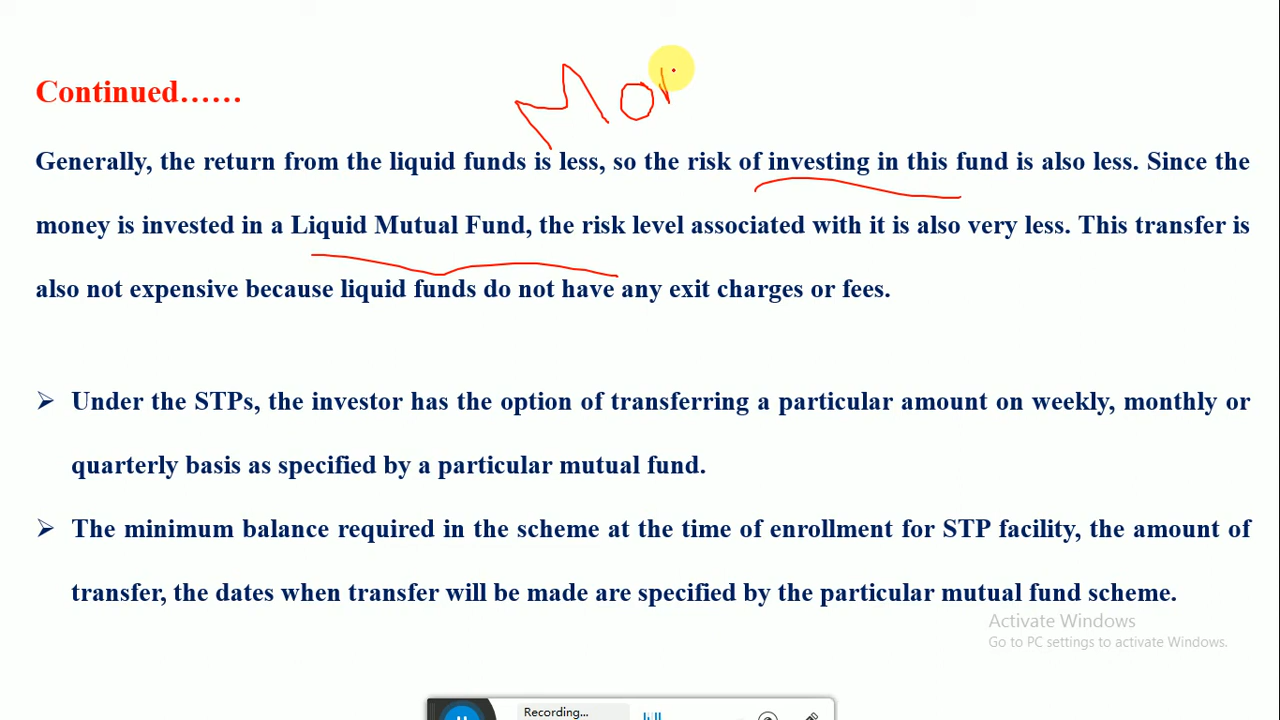 Mor
Continued......
Generally, the return from the liquid funds is less, so the risk of investing in this fund is also less. Since the
money is invested in a Liquid Mutual Fund, the risk level associated with it is also very less. This transfer is
also not expensive because liquid funds do not have any exit charges or fees.
➢ Under the STPs, the investor has the option of transferring a particular amount on weekly, monthly or
quarterly basis as specified by a particular mutual fund.
➢ The minimum balance required in the scheme at the time of enrollment for STP facility, the amount of
transfer, the dates when transfer will be made are specified by the particular mutual fund scheme.
Activate Windows
Go to PC settings to activate Windows.
Recording...